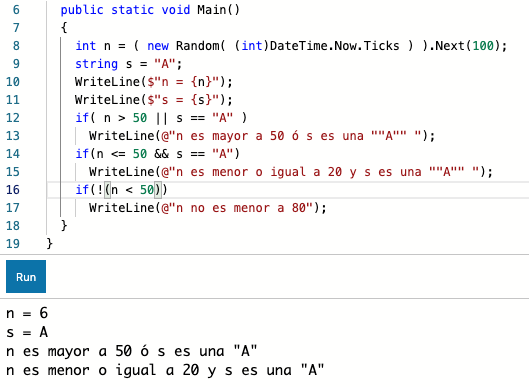 6 public static void Main()
7 {
8 int n = ( new Random( (int)DateTime.Now.Ticks ) ).Next(100);
9 string s = "A";
10 WriteLine($"n = {n}");
11 WriteLine($"s = {s}");
12 if( n > 50 || s == "A" )
13 WriteLine(@"n es mayor a 50 ó s es una ""A"" ");
14 if(n <= 50 && s == "A")
15 WriteLine(@"n es menor o igual a 20 y s es una ""A"" ");
16 if(!(n < 50))
17 WriteLine(@"n no es menor a 80");
18 }
19 }
Run
n = 6
s = A
n es mayor a 50 ó s es una "A"
n es menor o igual a 20 y s es una "A"